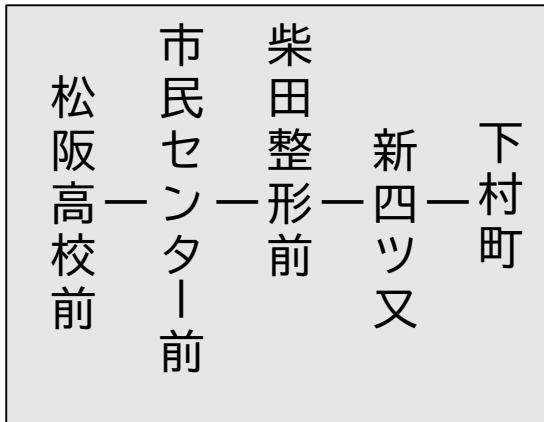 下村町
新四ツ又
柴田整形前
市民センター前
松阪高校前